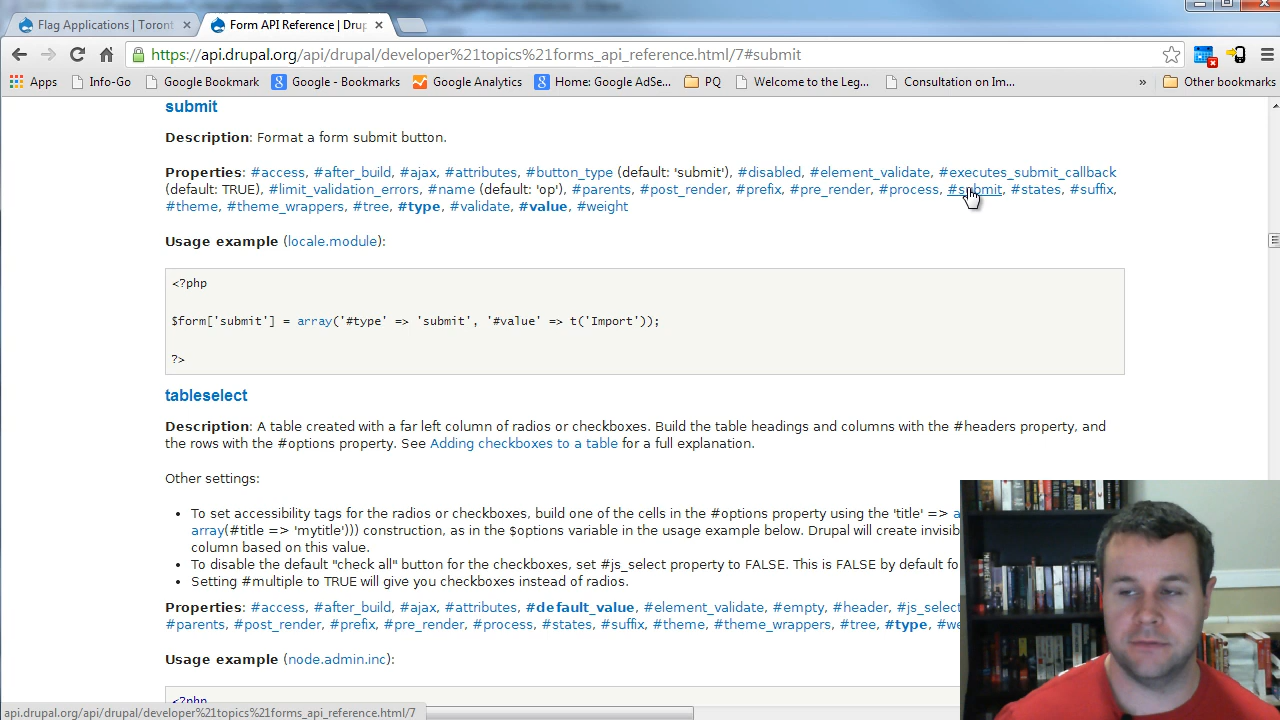 Flag Applications | Toront
Form API Reference | Drup
https://api.drupal.org/api/drupal/developer%21topics%21forms_api_reference.html/7#submit
Apps Info-Go Google Bookmark Google - Bookmarks Google Analytics Home: Google AdSe... PQ Welcome to the Leg... Consultation on Im... » Other bookmarks
submit
Description: Format a form submit button.
Properties: #access, #after_build, #ajax, #attributes, #button_type (default: 'submit'), #disabled, #element_validate, #executes_submit_callback
(default: TRUE), #limit_validation_errors, #name (default: 'op'), #parents, #post_render, #prefix, #pre_render, #process, #submit, #states, #suffix,
#theme, #theme_wrappers, #tree, #type, #validate, #value, #weight
Usage example (locale.module):
<?php
$form['submit'] = array('#type' => 'submit', '#value' => t('Import'));
?>
tableselect
Description: A table created with a far left column of radios or checkboxes. Build the table headings and columns with the #headers property, and
the rows with the #options property. See Adding checkboxes to a table for a full explanation.
Other settings:
• To set accessibility tags for the radios or checkboxes, build one of the cells in the #options property using the 'title' => a
array(#title => 'mytitle'))) construction, as in the $options variable in the usage example below. Drupal will create invisib
column based on this value.
• To disable the default "check all" button for the checkboxes, set #js_select property to FALSE. This is FALSE by default fo
• Setting #multiple to TRUE will give you checkboxes instead of radios.
Properties: #access, #after_build, #ajax, #attributes, #default_value, #element_validate, #empty, #header, #js_select
#parents, #post_render, #prefix, #pre_render, #process, #states, #suffix, #theme, #theme_wrappers, #tree, #type, #we
Usage example (node.admin.inc):
<?php
api.drupal.org/api/drupal/developer%21topics%21forms_api_reference.html/7